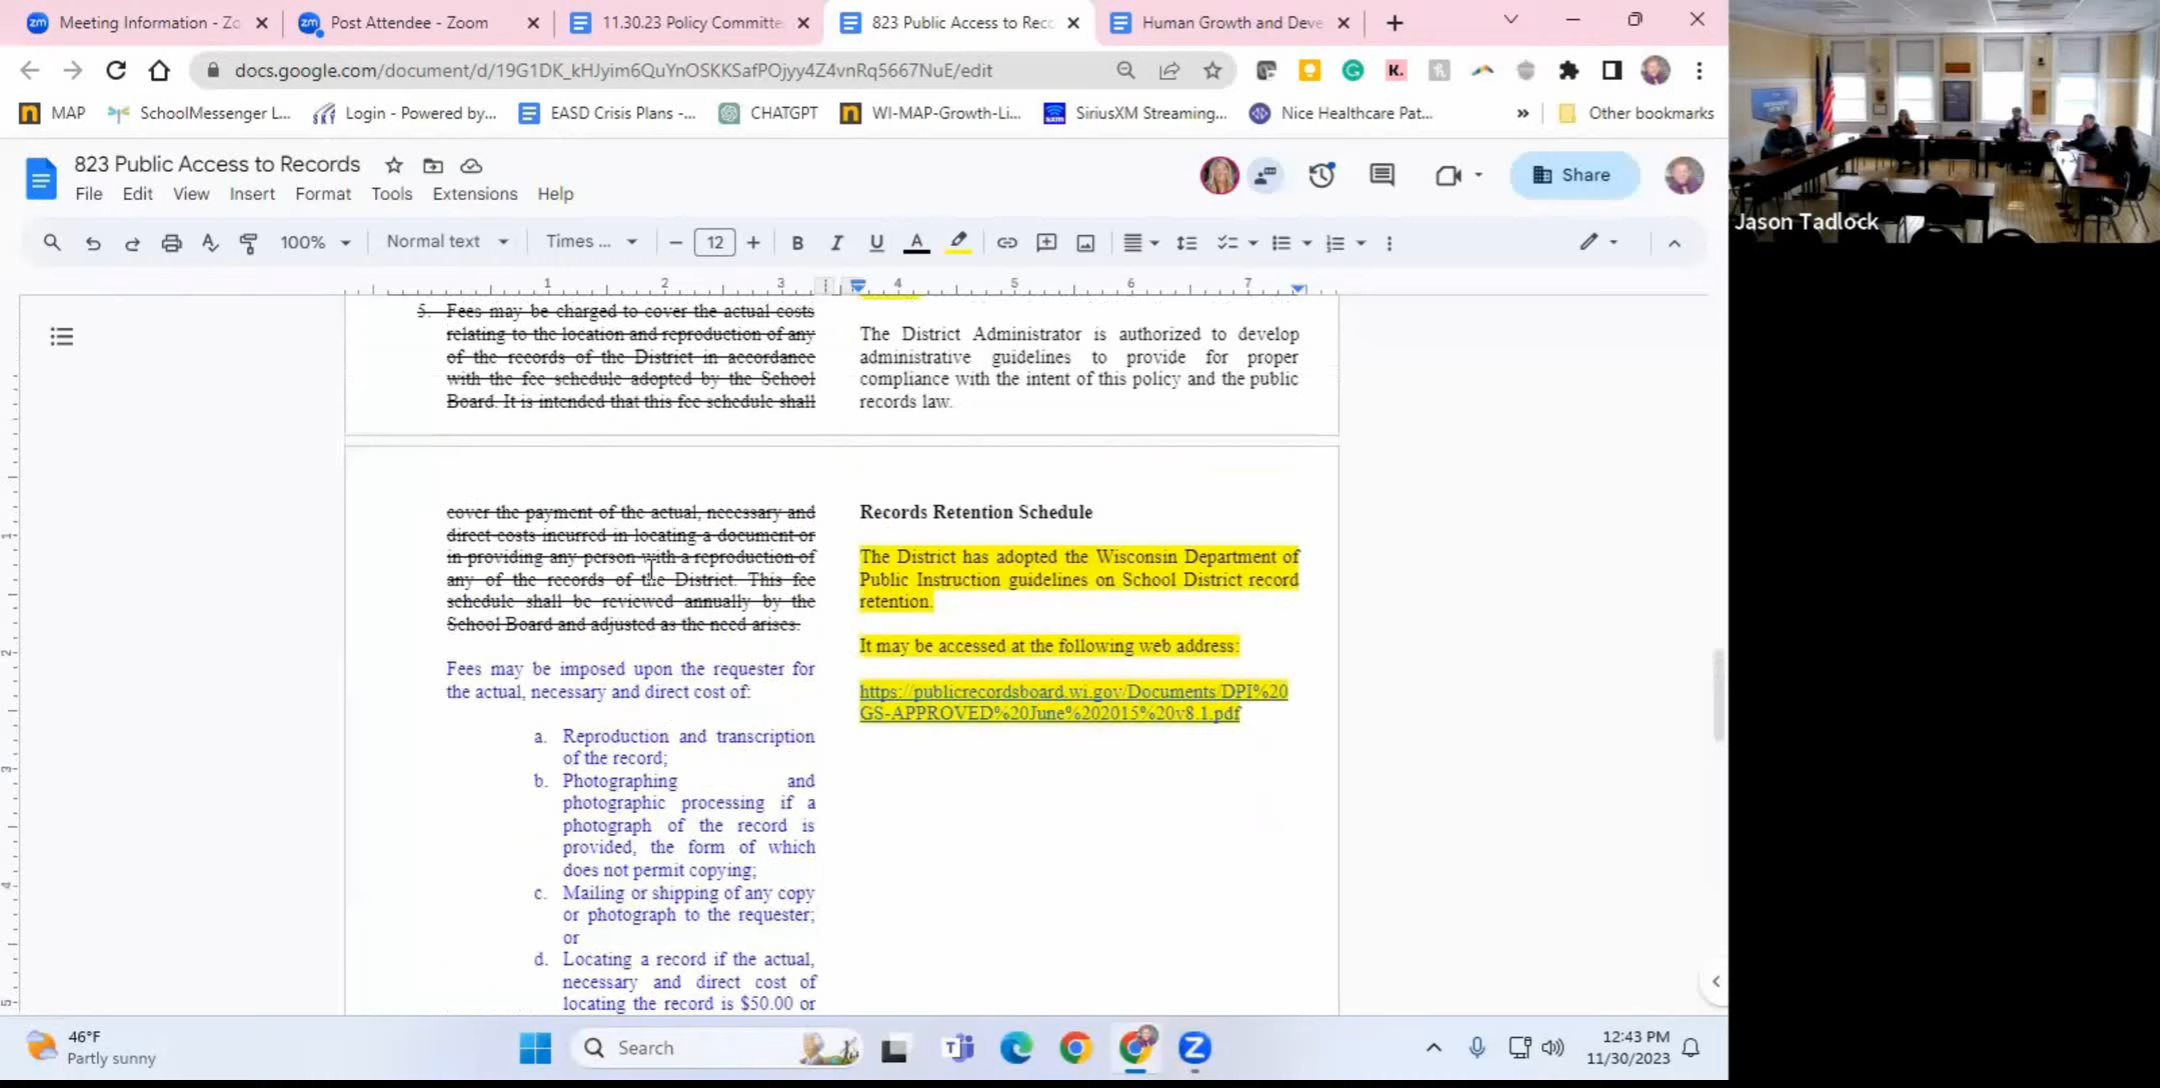 Meeting Information - Zo
Post Attendee - Zoom
11.30.23 Policy Committe
823 Public Access to Reco
Human Growth and Deve
docs.google.com/document/d/19G1DK_kHJyim6QuYnOSKKSafPOjyy4Z4vnRq5667NuE/edit
MAP
SchoolMessenger L...
Login - Powered by...
EASD Crisis Plans -...
CHATGPT
WI-MAP-Growth-Li...
SiriusXM Streaming...
Nice Healthcare Pat...
»
Other bookmarks
823 Public Access to Records
File Edit View Insert Format Tools Extensions Help
Share
Jason Tadlock
100% Normal text Times ... − 12 + B I U A
1 2 3 4 5 6 7
5. Fees may be charged to cover the actual costs
relating to the location and reproduction of any
of the records of the District in accordance
with the fee schedule adopted by the School
Board. It is intended that this fee schedule shall
The District Administrator is authorized to develop
administrative guidelines to provide for proper
compliance with the intent of this policy and the public
records law.
cover the payment of the actual, necessary and
direct costs incurred in locating a document or
in providing any person with a reproduction of
any of the records of the District. This fee
schedule shall be reviewed annually by the
School Board and adjusted as the need arises.
Fees may be imposed upon the requester for
the actual, necessary and direct cost of:
a. Reproduction and transcription
of the record;
b. Photographing and
photographic processing if a
photograph of the record is
provided, the form of which
does not permit copying;
c. Mailing or shipping of any copy
or photograph to the requester;
or
d. Locating a record if the actual,
necessary and direct cost of
locating the record is $50.00 or
Records Retention Schedule
The District has adopted the Wisconsin Department of
Public Instruction guidelines on School District record
retention.
It may be accessed at the following web address:
https://publicrecordsboard.wi.gov/Documents/DPI%20
GS-APPROVED%20June%202015%20v8.1.pdf
1
2
3
4
5
46°F
Partly sunny
Search
12:43 PM
11/30/2023